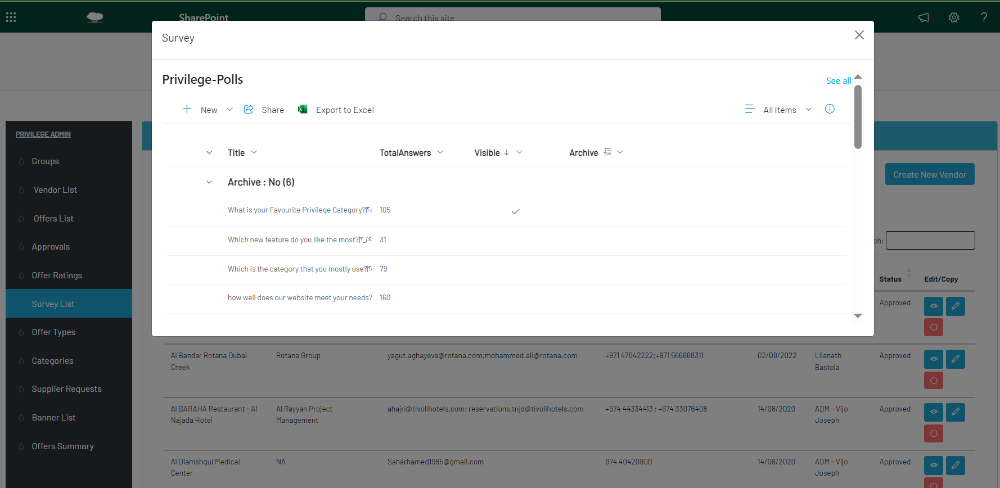 SharePoint
Search this site
Survey
Privilege-Polls
See all
New
Share
Export to Excel
All Items
Title
TotalAnswers
Visible
Archive
Archive : No (6)
What is your Favourite Privilege Category?|
105
Which new feature do you like the most?|
31
Which is the category that you mostly use?|
79
how well does our website meet your needs?
160
PRIVILEGE ADMIN
Groups
Vendor List
Offers List
Approvals
Offer Ratings
Survey List
Offer Types
Categories
Supplier Requests
Banner List
Offers Summary
Create New Vendor
ch:
Status
Edit/Copy
Approved
Al Bandar Rotana Dubai
Creek
Rotana Group
yagut.aghayeva@rotana.com;mohammed.ali@rotana.com
+971 47042222;+971 566868311
02/08/2022
Lilanath
Bastola
Approved
Al BARAHA Restaurant - Al
Najada Hotel
Al Rayyan Project
Management
ahajri@tivolihotels.com; reservations.tnjd@tivolihotels.com
+974 44334413 ; +974 33076408
14/08/2020
ADM - Vijo
Joseph
Approved
Al Diamshqui Medical
Center
NA
Saharhamed1985@gmail.com
974 40420800
14/08/2020
ADM - Vijo
Joseph
Approved